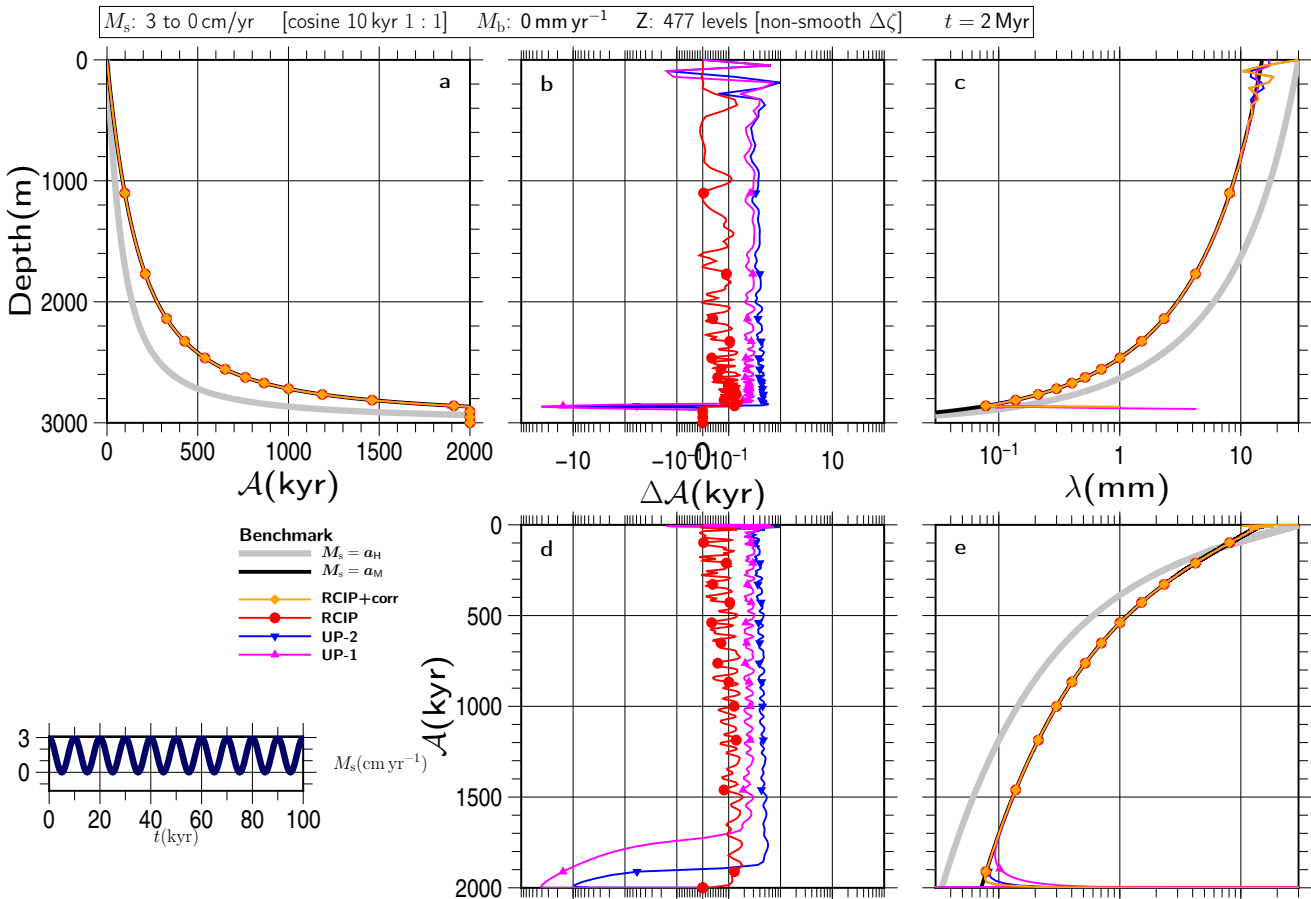 Mₛ: 3 to 0 cm/yr [cosine 10 kyr 1 : 1] M_b: 0 mm yr⁻¹ Z: 477 levels [non-smooth Δζ] t = 2 Myr
0
1000
2000
3000
Depth(m)
a
0 500 1000 1500 2000
𝒜(kyr)
b
−10 −10⁻¹ 0 10⁻¹ 10
Δ𝒜(kyr)
c
10⁻¹ 1 10
λ(mm)
Benchmark
Mₛ = a_H
Mₛ = a_M
RCIP+corr
RCIP
UP-2
UP-1
3
0
Mₛ(cm yr⁻¹)
0 20 40 60 80 100
t(kyr)
0
500
1000
1500
2000
𝒜(kyr)
d
e